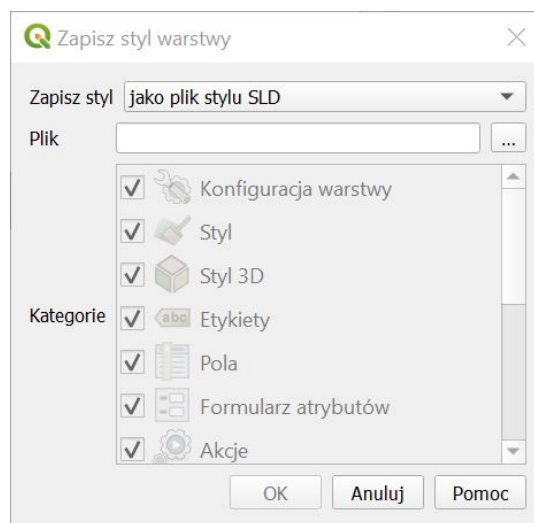 Zapisz styl warstwy
Zapisz styl jako plik stylu SLD
Plik ...
Konfiguracja warstwy
Styl
Styl 3D
Kategorie abc Etykiety
Pola
Formularz atrybutów
Akcje
OK Anuluj Pomoc